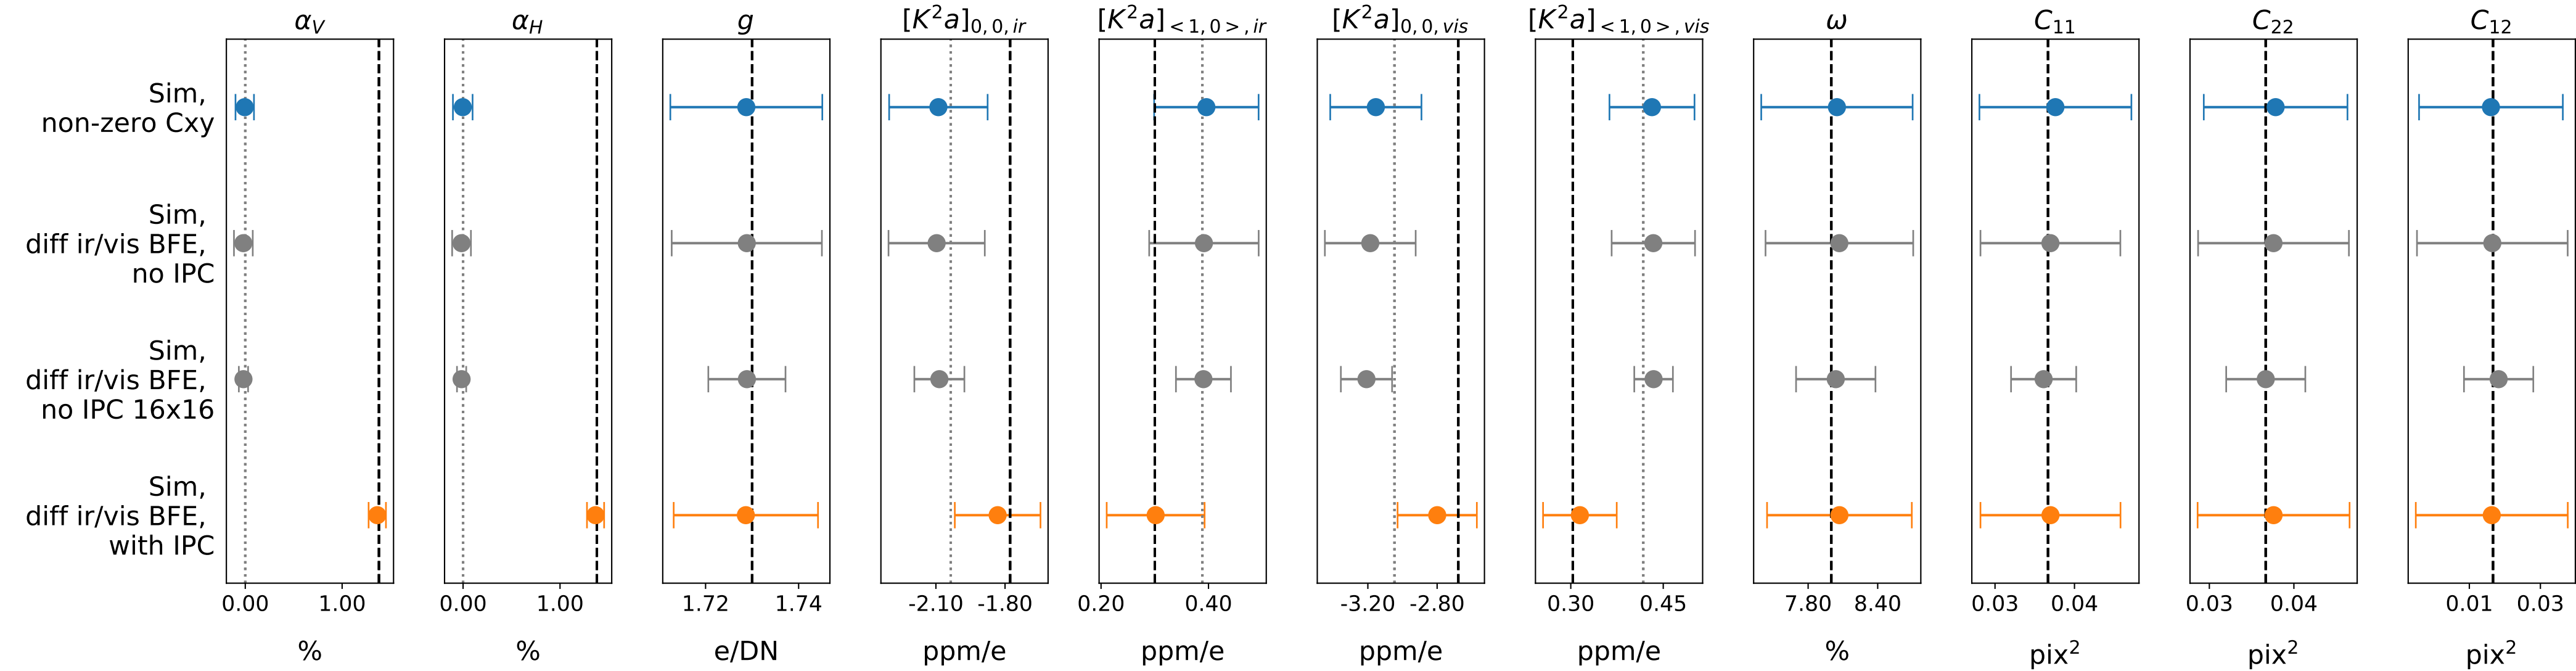 α_V α_H g [K²a]_{0,0,ir} [K²a]_{<1,0>,ir} [K²a]_{0,0,vis} [K²a]_{<1,0>,vis} ω C₁₁ C₂₂ C₁₂
Sim,
non-zero Cxy
Sim,
diff ir/vis BFE,
no IPC
Sim,
diff ir/vis BFE,
no IPC 16x16
Sim,
diff ir/vis BFE,
with IPC
0.00 1.00 0.00 1.00 1.72 1.74 -2.10 -1.80 0.20 0.40 -3.20 -2.80 0.30 0.45 7.80 8.40 0.03 0.04 0.03 0.04 0.01 0.03
% % e/DN ppm/e ppm/e ppm/e ppm/e % pix² pix² pix²